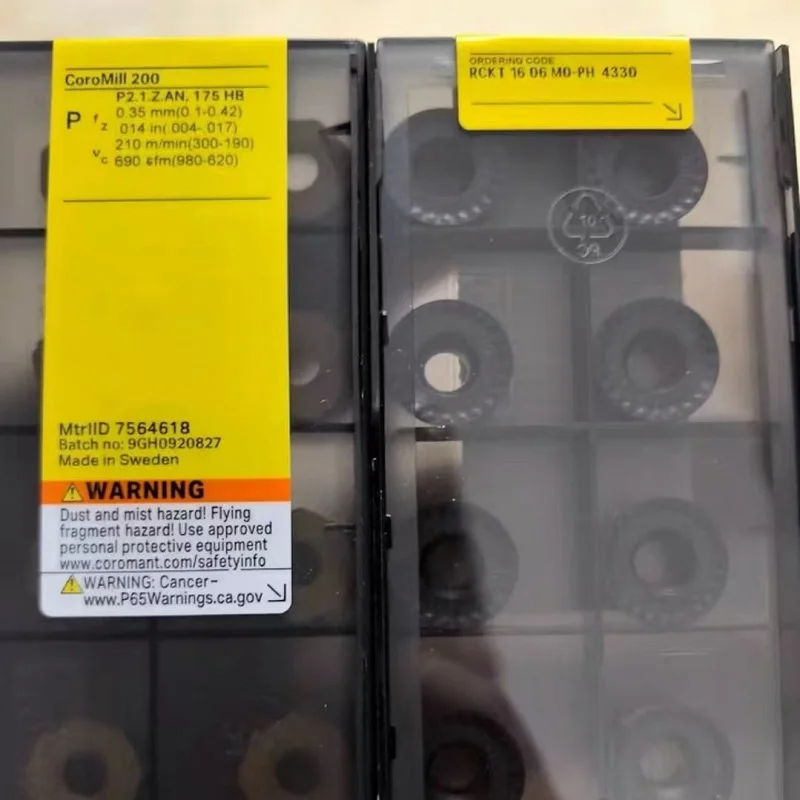 CoroMill 200
P2.1.Z.AN, 175 HB
P fz 0.35 mm(0.1-0.42)
.014 in(.004-.017)
vc 210 m/min(300-190)
690 sfm(980-620)
MtrlID 7564618
Batch no: 9GH0920827
Made in Sweden
WARNING
Dust and mist hazard! Flying
fragment hazard! Use approved
personal protective equipment
www.coromant.com/safetyinfo
WARNING: Cancer-
www.P65Warnings.ca.gov
ORDERING CODE
RCKT 16 06 M0-PH 4330